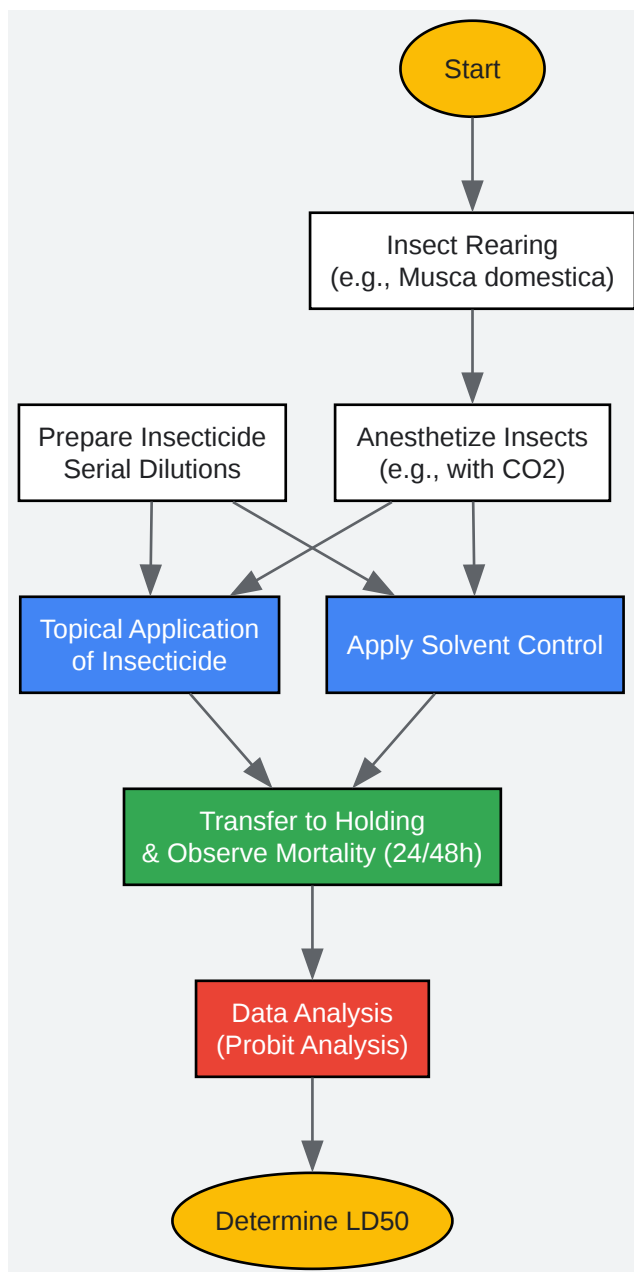 Start
Insect Rearing
(e.g., Musca domestica)
Prepare Insecticide
Serial Dilutions
Anesthetize Insects
(e.g., with CO2)
Topical Application
of Insecticide
Apply Solvent Control
Transfer to Holding
& Observe Mortality (24/48h)
Data Analysis
(Probit Analysis)
Determine LD50